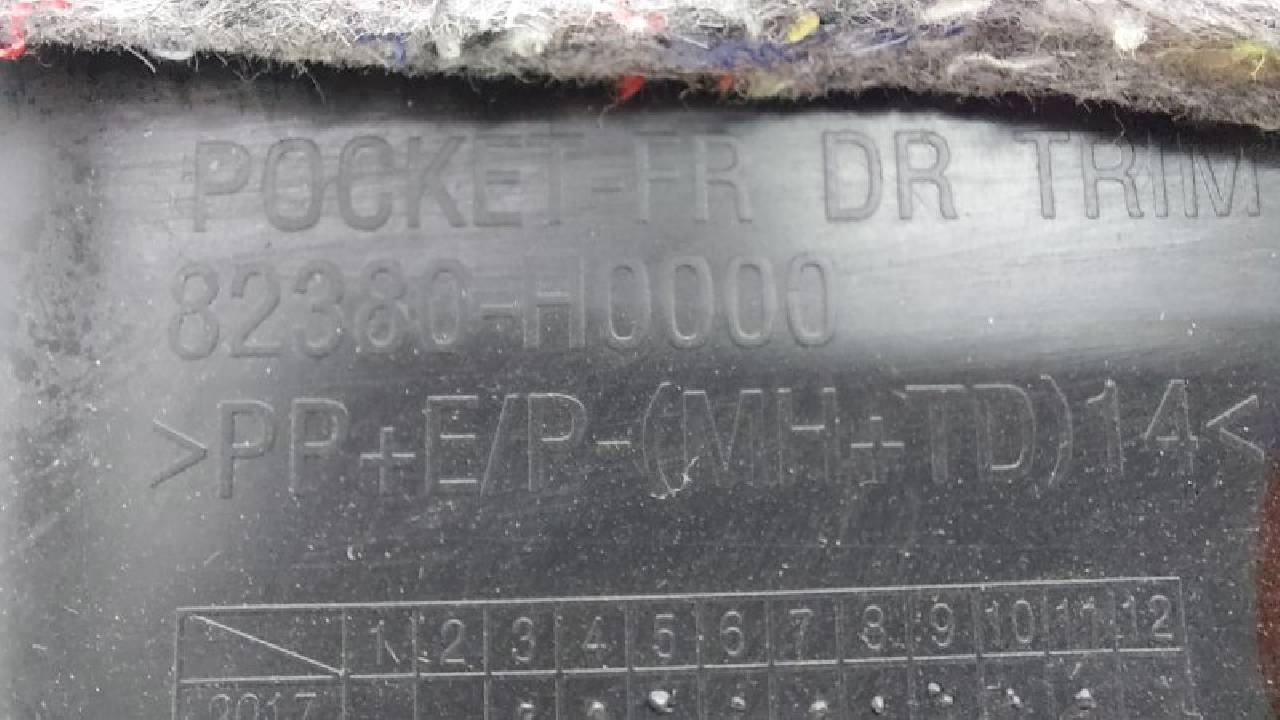 POCKET-FR DR TRIM
82380-H0000
>PP+E/P-(MH+TD)14<
1 2 3 4 5 6 7 8 9 10 11 12
2017